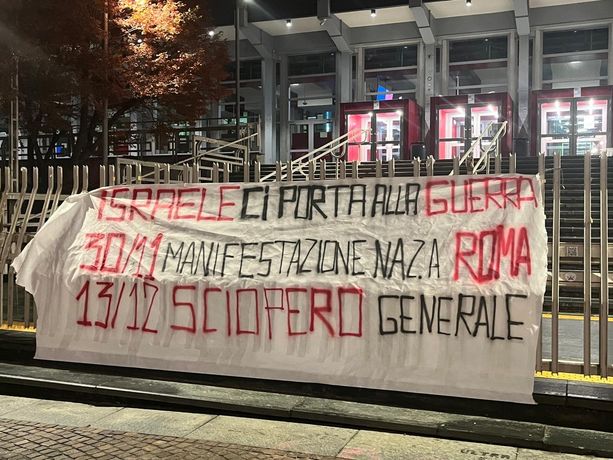 ISRAELE CI PORTA ALLA GUERRA
30/11 MANIFESTAZIONE NAZ. A ROMA
13/12 SCIOPERO GENERALE